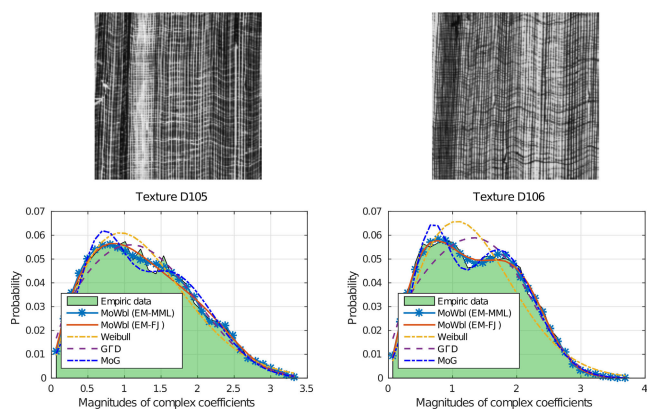 Texture D105
Texture D106
0.07
0.06
0.05
0.04
0.03
0.02
0.01
0
Probability
Empiric data
MoWbl (EM-MML)
MoWbl (EM-FJ)
Weibull
GΓD
MoG
0 0.5 1 1.5 2 2.5 3 3.5
Magnitudes of complex coefficients
0.07
0.06
0.05
0.04
0.03
0.02
0.01
0
Probability
Empiric data
MoWbl (EM-MML)
MoWbl (EM-FJ)
Weibull
GΓD
MoG
0 1 2 3 4
Magnitudes of complex coefficients